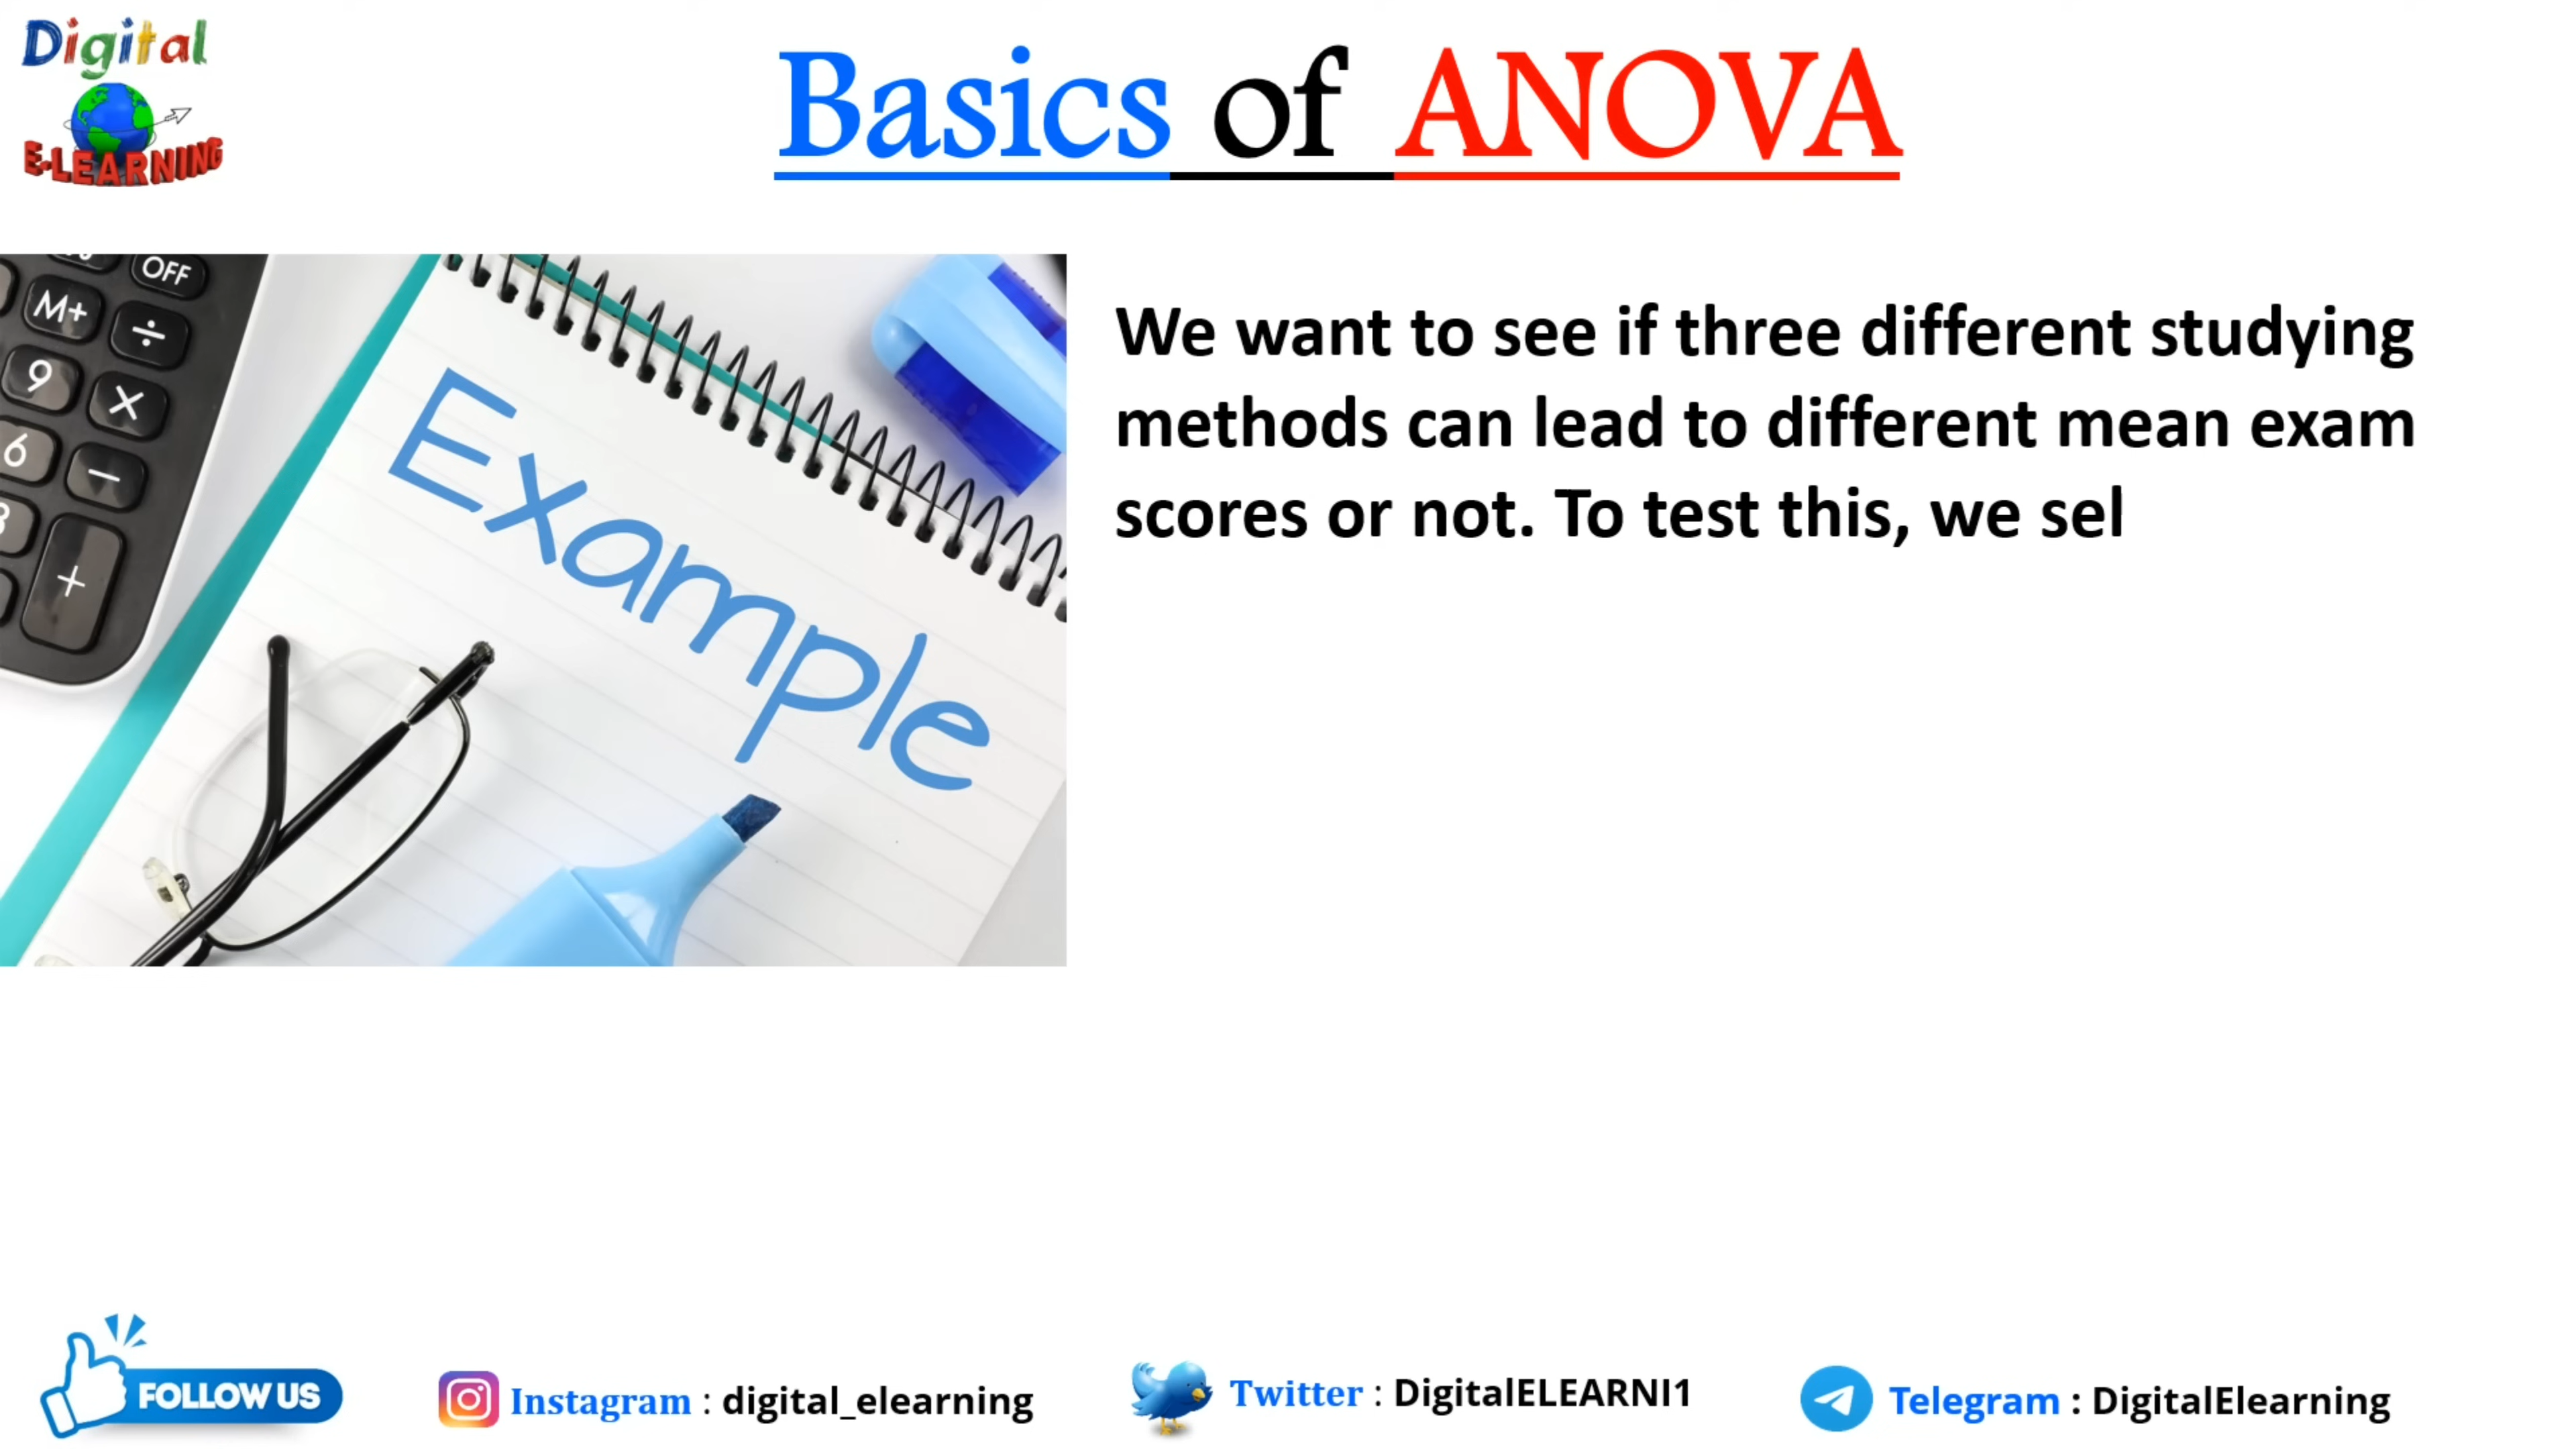 Digital
E-LEARNING
Basics of ANOVA
OFF
M+
÷
9
×
6
−
+
Example
We want to see if three different studying
methods can lead to different mean exam
scores or not. To test this, we sel
FOLLOW US
Instagram : digital_elearning
Twitter : DigitalELEARNI1
Telegram : DigitalElearning